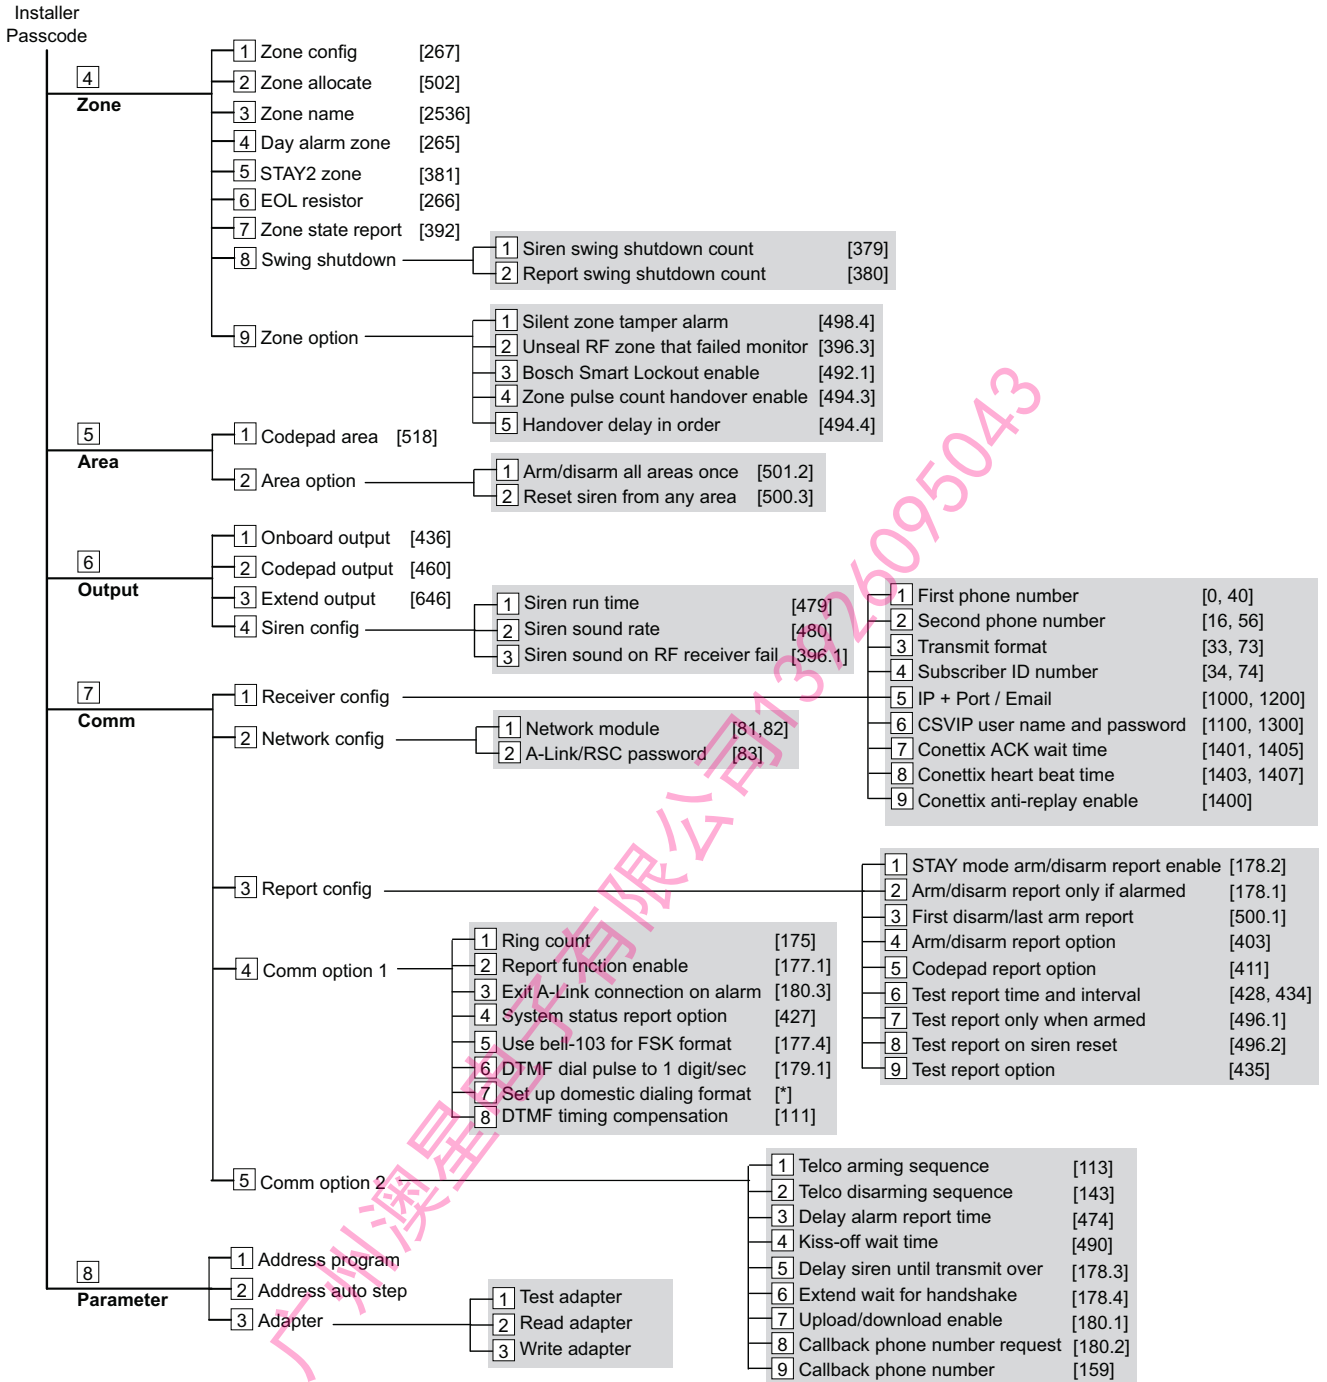 Installer
Passcode
4
Zone
1 Zone config [267]
2 Zone allocate [502]
3 Zone name [2536]
4 Day alarm zone [265]
5 STAY2 zone [381]
6 EOL resistor [266]
7 Zone state report [392]
8 Swing shutdown
1 Siren swing shutdown count [379]
2 Report swing shutdown count [380]
9 Zone option
1 Silent zone tamper alarm [498.4]
2 Unseal RF zone that failed monitor [396.3]
3 Bosch Smart Lockout enable [492.1]
4 Zone pulse count handover enable [494.3]
5 Handover delay in order [494.4]
5
Area
1 Codepad area [518]
2 Area option
1 Arm/disarm all areas once [501.2]
2 Reset siren from any area [500.3]
6
Output
1 Onboard output [436]
2 Codepad output [460]
3 Extend output [646]
4 Siren config
1 Siren run time [479]
2 Siren sound rate [480]
3 Siren sound on RF receiver fail [396.1]
7
Comm
1 Receiver config
1 First phone number [0, 40]
2 Second phone number [16, 56]
3 Transmit format [33, 73]
4 Subscriber ID number [34, 74]
5 IP + Port / Email [1000, 1200]
6 CSVIP user name and password [1100, 1300]
7 Conettix ACK wait time [1401, 1405]
8 Conettix heart beat time [1403, 1407]
9 Conettix anti-replay enable [1400]
2 Network config
1 Network module [81,82]
2 A-Link/RSC password [83]
3 Report config
1 STAY mode arm/disarm report enable [178.2]
2 Arm/disarm report only if alarmed [178.1]
3 First disarm/last arm report [500.1]
4 Arm/disarm report option [403]
5 Codepad report option [411]
6 Test report time and interval [428, 434]
7 Test report only when armed [496.1]
8 Test report on siren reset [496.2]
9 Test report option [435]
4 Comm option 1
1 Ring count [175]
2 Report function enable [177.1]
3 Exit A-Link connection on alarm [180.3]
4 System status report option [427]
5 Use bell-103 for FSK format [177.4]
6 DTMF dial pulse to 1 digit/sec [179.1]
7 Set up domestic dialing format [*]
8 DTMF timing compensation [111]
5 Comm option 2
1 Telco arming sequence [113]
2 Telco disarming sequence [143]
3 Delay alarm report time [474]
4 Kiss-off wait time [490]
5 Delay siren until transmit over [178.3]
6 Extend wait for handshake [178.4]
7 Upload/download enable [180.1]
8 Callback phone number request [180.2]
9 Callback phone number [159]
8
Parameter
1 Address program
2 Address auto step
3 Adapter
1 Test adapter
2 Read adapter
3 Write adapter
广州澳星电子有限公司13926095043